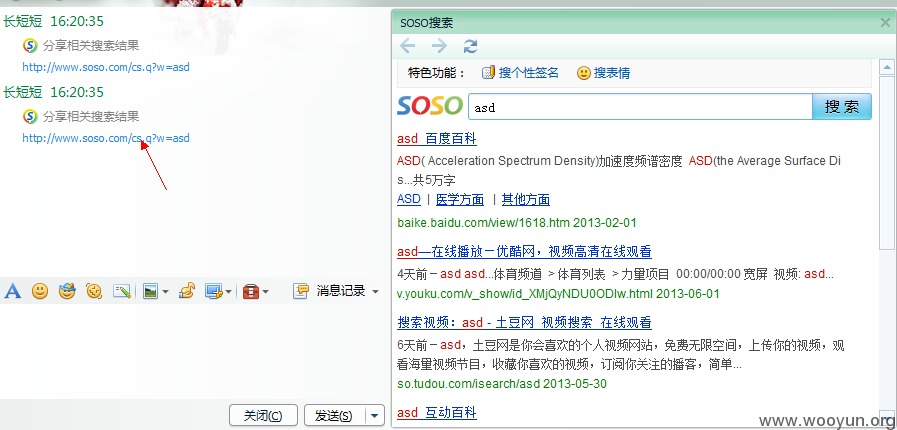 长短短 16:20:35
分享相关搜索结果
http://www.soso.com/cs.q?w=asd
长短短 16:20:35
分享相关搜索结果
http://www.soso.com/cs.q?w=asd
消息记录
关闭(C) 发送(S)
SOSO搜索
特色功能： 搜个性签名 搜表情
SOSO asd 搜 索
asd 百度百科
ASD( Acceleration Spectrum Density)加速度频谱密度 ASD(the Average Surface Di
s...共5万字
ASD | 医学方面 | 其他方面
baike.baidu.com/view/1618.htm 2013-02-01
asd—在线播放－优酷网，视频高清在线观看
4天前－asd asd...体育频道 > 体育列表 > 力量项目 00:00/00:00 宽屏 视频: asd...
v.youku.com/v_show/id_XMjQyNDU0ODIw.html 2013-06-01
搜索视频：asd - 土豆网 视频搜索 在线观看
6天前－asd，土豆网是你会喜欢的个人视频网站，免费无限空间，上传你的视频，观
看海量视频节目，收藏你喜欢的视频，订阅你关注的播客，简单...
so.tudou.com/isearch/asd 2013-05-30
asd 互动百科
www.wooyun.org